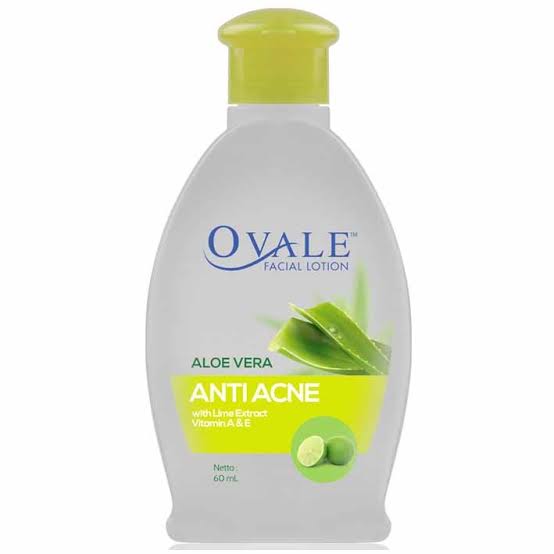 OVALE™
FACIAL LOTION
ALOE VERA
ANTI ACNE
with Lime Extract
Vitamin A & E
Netto :
60 mL